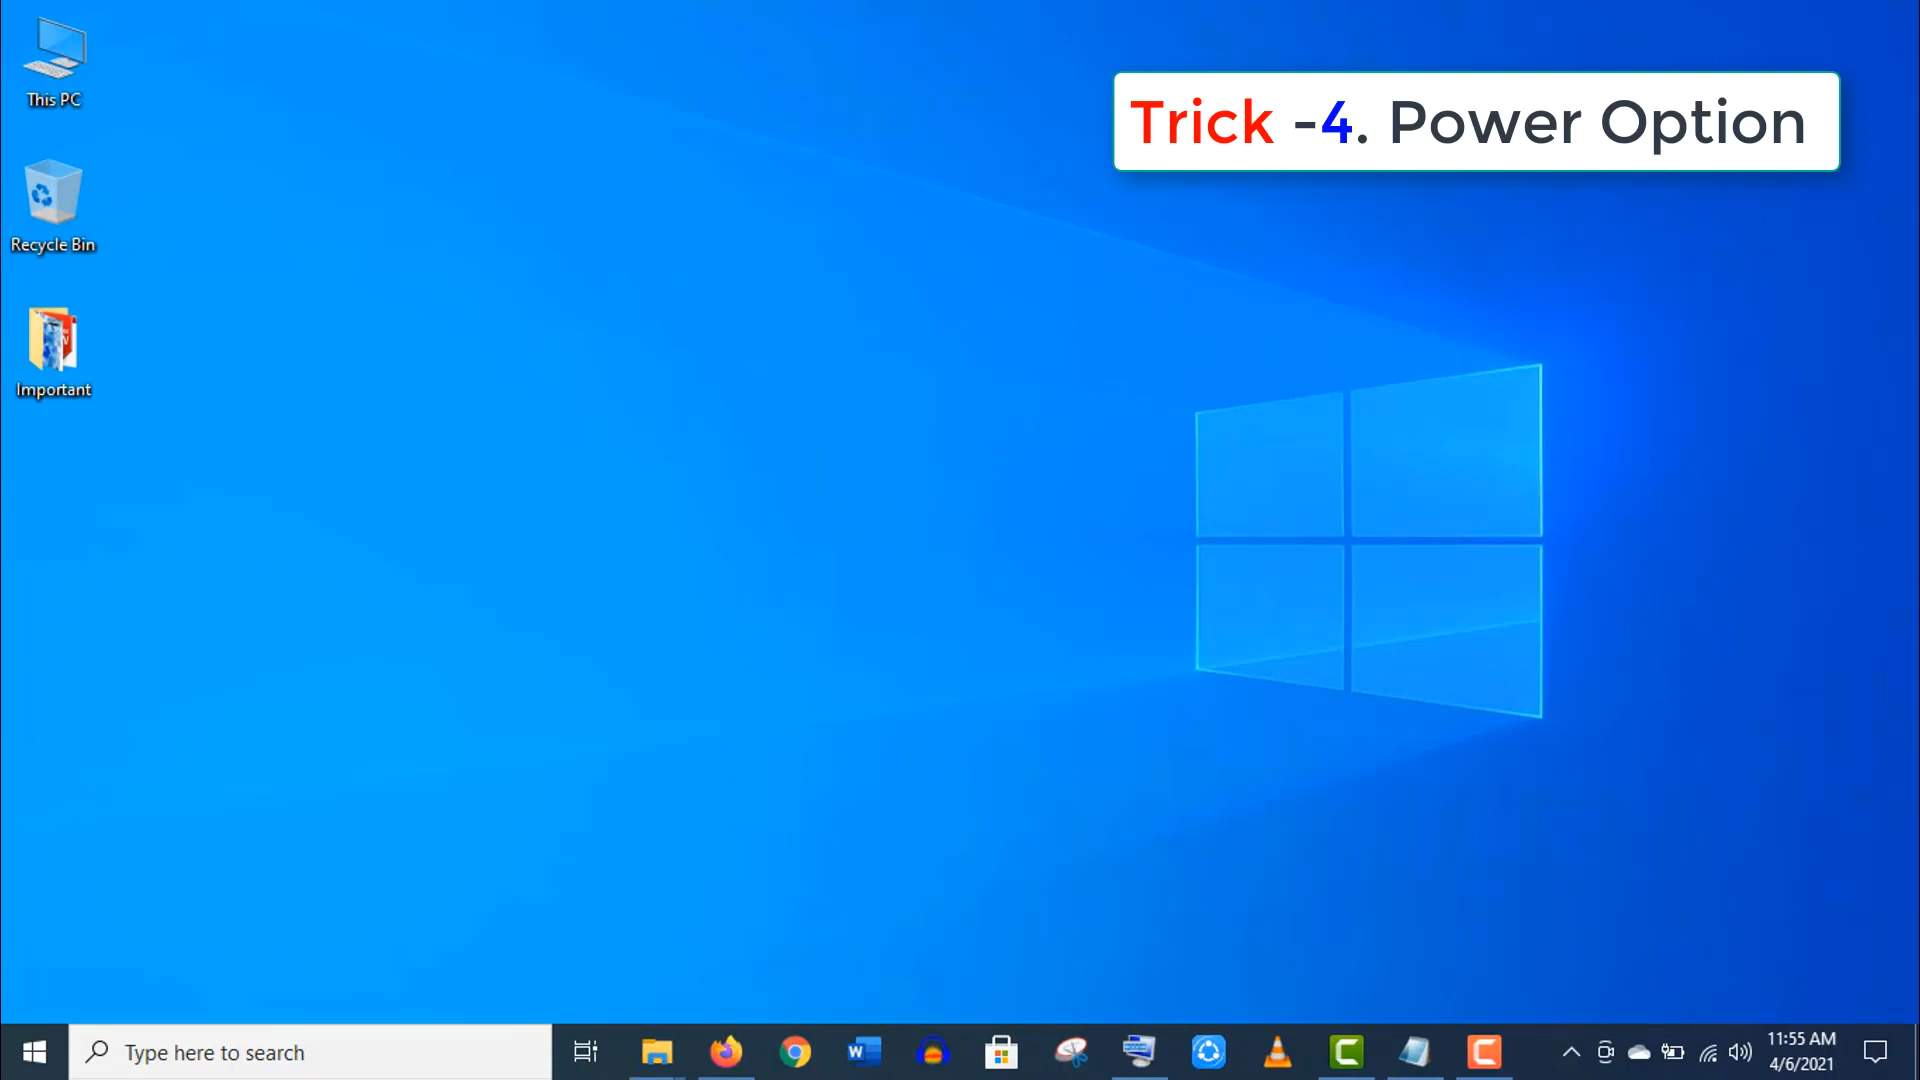 This PC
Trick -4. Power Option
Recycle Bin
Important
Type here to search
11:55 AM
4/6/2021